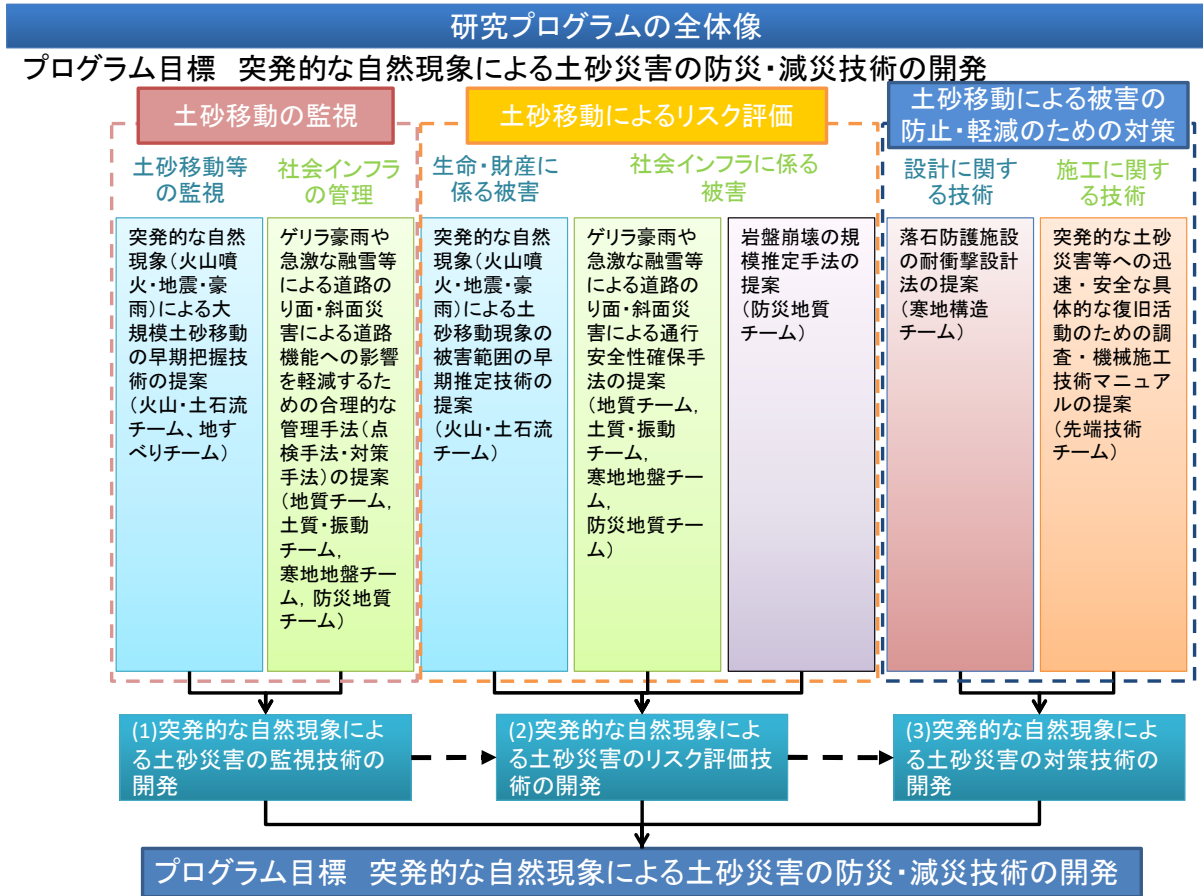 研究プログラムの全体像
プログラム目標　突発的な自然現象による土砂災害の防災・減災技術の開発
土砂移動の監視
土砂移動等
の監視
社会インフラ
の管理
突発的な自然
現象(火山噴
火・地震・豪
雨)による大
規模土砂移動
の早期把握技
術の提案
(火山・土石流
チーム、地す
べりチーム)
ゲリラ豪雨や
急激な融雪等
による道路の
り面・斜面災
害による道路
機能への影響
を軽減するた
めの合理的な
管理手法(点
検手法・対策
手法)の提案
(地質チーム,
土質・振動
チーム,
寒地地盤チー
ム, 防災地質
チーム)
土砂移動によるリスク評価
生命・財産に
係る被害
社会インフラに係る
被害
突発的な自然
現象(火山噴
火・地震・豪
雨)による土
砂移動現象の
被害範囲の早
期推定技術の
提案
(火山・土石流
チーム)
ゲリラ豪雨や
急激な融雪等
による道路の
り面・斜面災
害による通行
安全性確保手
法の提案
(地質チーム,
土質・振動
チーム,
寒地地盤チー
ム,
防災地質チー
ム)
岩盤崩壊の規
模推定手法の
提案
(防災地質
チーム)
土砂移動による被害の
防止・軽減のための対策
設計に関す
る技術
施工に関す
る技術
落石防護施設
の耐衝撃設計
法の提案
(寒地構造
チーム)
突発的な土砂
災害等への迅
速・安全な具
体的な復旧活
動のための調
査・機械施工
技術マニュア
ルの提案
(先端技術
チーム)
(1)突発的な自然現象によ
る土砂災害の監視技術の
開発
(2)突発的な自然現象によ
る土砂災害のリスク評価技
術の開発
(3)突発的な自然現象によ
る土砂災害の対策技術の
開発
プログラム目標　突発的な自然現象による土砂災害の防災・減災技術の開発